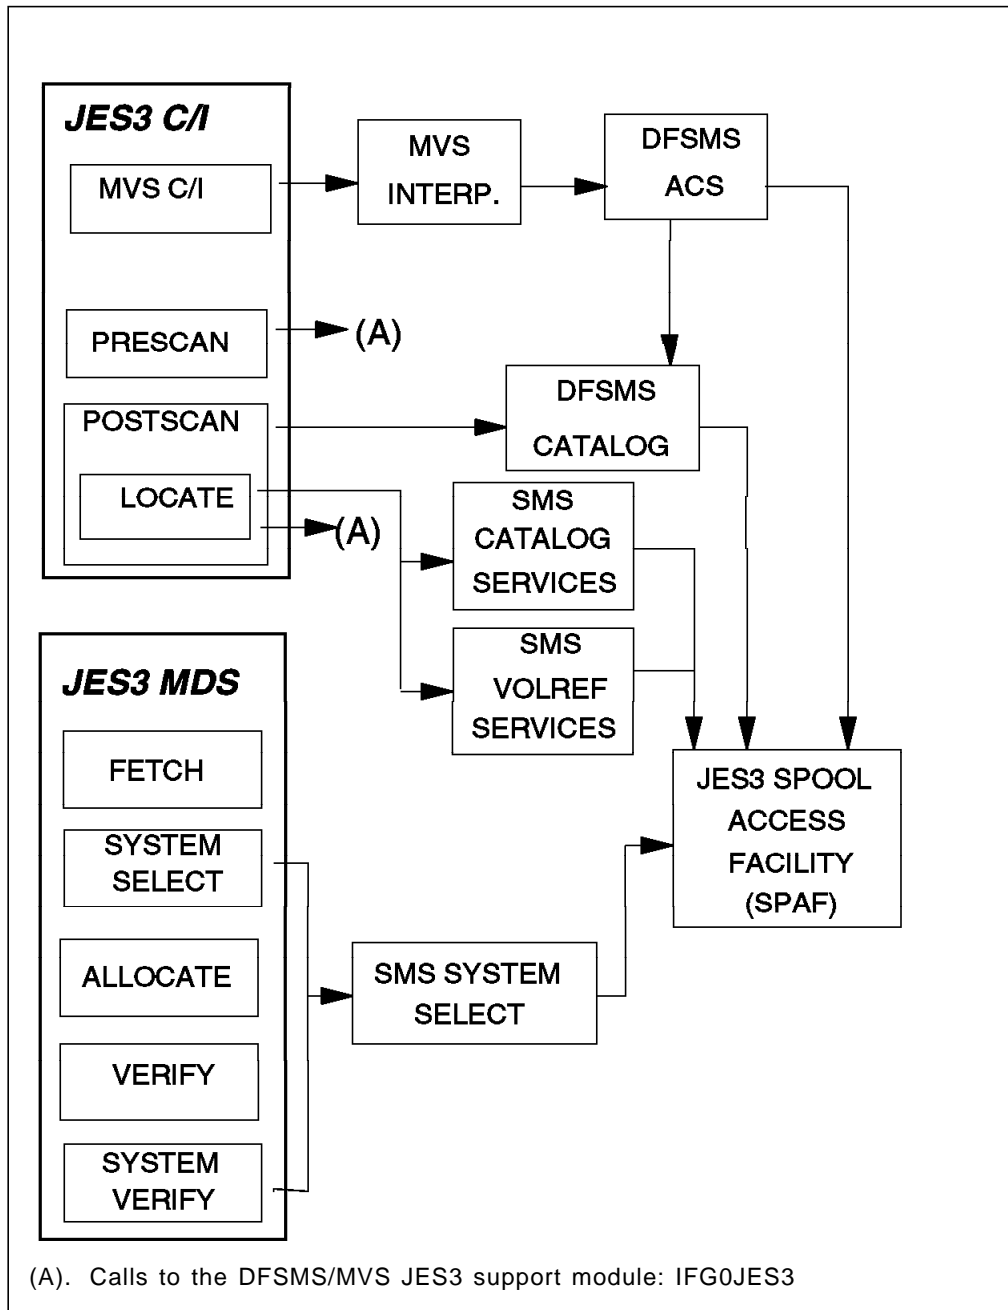 JES3 C/I
MVS C/I
MVS
INTERP.
DFSMS
ACS
PRESCAN
(A)
POSTSCAN
DFSMS
CATALOG
LOCATE
(A)
SMS
CATALOG
SERVICES
SMS
VOLREF
SERVICES
JES3 MDS
FETCH
SYSTEM
SELECT
ALLOCATE
VERIFY
SYSTEM
VERIFY
SMS SYSTEM
SELECT
JES3 SPOOL
ACCESS
FACILITY
(SPAF)
(A). Calls to the DFSMS/MVS JES3 support module: IFG0JES3